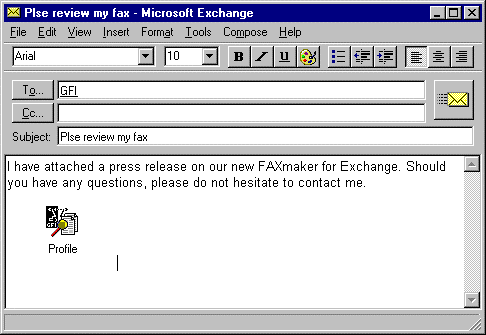 Plse review my fax - Microsoft Exchange
File Edit View Insert Format Tools Compose Help
Arial 10 B I U
To... GFI
Cc...
Subject: Plse review my fax
I have attached a press release on our new FAXmaker for Exchange. Should
you have any questions, please do not hesitate to contact me.
GFI
Profile